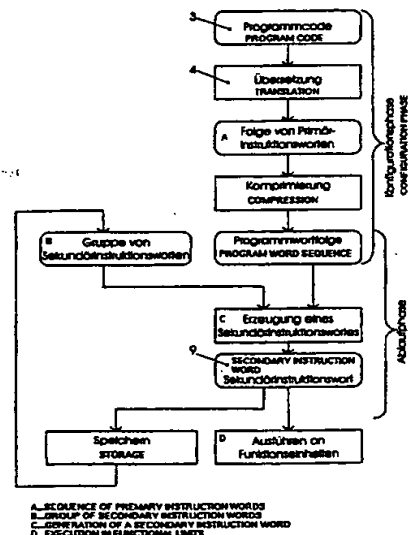 3
Programmcode
PROGRAM CODE
4
Übersetzung
TRANSLATION
A Folge von Primär-
instruktionsworten
Komprimierung
COMPRESSION
Konfigurationsphase
CONFIGURATION PHASE
B Gruppe von
Sekundärinstruktionsworten
Programmwortfolge
PROGRAM WORD SEQUENCE
C Erzeugung eines
Sekundärinstruktionswortes
Ablaufphase
9
SECONDARY INSTRUCTION
WORD
Sekundärinstruktionswort
Speichern
STORAGE
D Ausführen an
Funktionseinheiten
A...SEQUENCE OF PRIMARY INSTRUCTION WORDS
B...GROUP OF SECONDARY INSTRUCTION WORDS
C...GENERATION OF A SECONDARY INSTRUCTION WORD
D...EXECUTION IN FUNCTIONAL UNITS